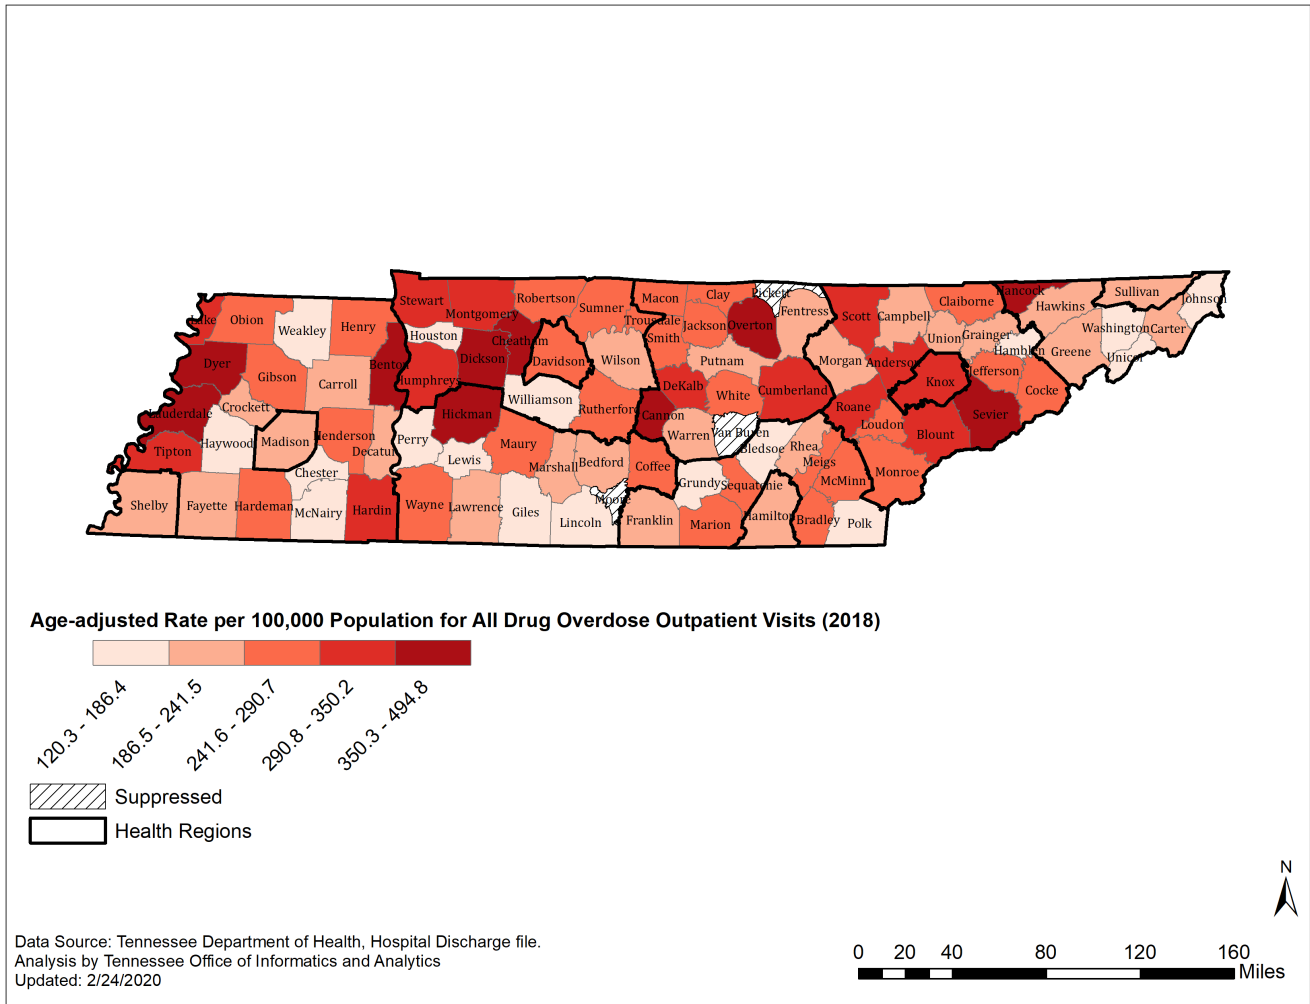 Stewart
Montgomery
Robertson
Sumner
Macon
Clay
Pickett
Fentress
Scott
Campbell
Claiborne
Hancock
Hawkins
Sullivan
Johnson
Lake
Obion
Weakley
Henry
Houston
Cheatham
Dickson
Davidson
Trousdale
Smith
Jackson
Overton
Wilson
Putnam
Morgan
Anderson
Union
Grainger
Hamblen
Greene
Washington
Carter
Unicoi
Dyer
Gibson
Carroll
Benton
Humphreys
Williamson
Rutherford
DeKalb
White
Cumberland
Roane
Knox
Jefferson
Cocke
Lauderdale
Crockett
Haywood
Madison
Henderson
Decatur
Perry
Hickman
Lewis
Maury
Marshall
Bedford
Cannon
Warren
Coffee
Van Buren
Bledsoe
Rhea
Meigs
Loudon
Blount
Sevier
Monroe
McMinn
Tipton
Chester
Shelby
Fayette
Hardeman
McNairy
Hardin
Wayne
Lawrence
Giles
Lincoln
Moore
Franklin
Grundy
Sequatchie
Marion
Hamilton
Bradley
Polk
Age-adjusted Rate per 100,000 Population for All Drug Overdose Outpatient Visits (2018)
120.3 - 186.4
186.5 - 241.5
241.6 - 290.7
290.8 - 350.2
350.3 - 494.8
Suppressed
Health Regions
N
Data Source: Tennessee Department of Health, Hospital Discharge file.
Analysis by Tennessee Office of Informatics and Analytics
Updated: 2/24/2020
0 20 40 80 120 160
Miles